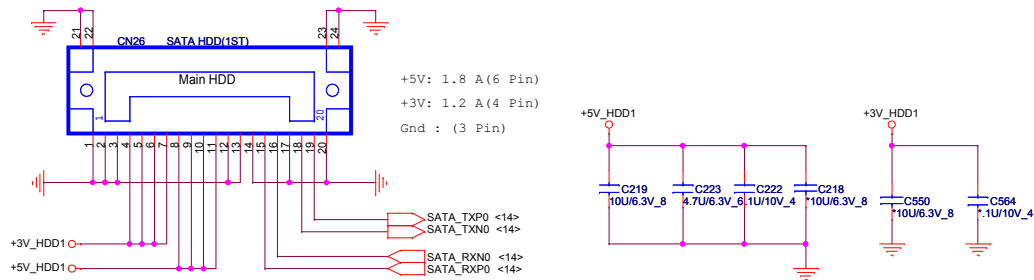 21
22
23
24
CN26 SATA HDD(1ST)
Main HDD
1
20
+5V: 1.8 A(6 Pin)
+3V: 1.2 A(4 Pin)
Gnd : (3 Pin)
1 2 3 4 5 6 7 8 9 10 11 12 13 14 15 16 17 18 19 20
SATA_TXP0 <14>
SATA_TXN0 <14>
SATA_RXN0 <14>
SATA_RXP0 <14>
+3V_HDD1
+5V_HDD1
+5V_HDD1
C219
10U/6.3V_8
C223
4.7U/6.3V_6
C222
.1U/10V_4
C218
*10U/6.3V_8
+3V_HDD1
C550
*10U/6.3V_8
C564
*.1U/10V_4